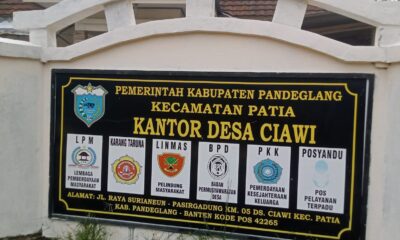 PEMERINTAH KABUPATEN PANDEGLANG
KECAMATAN PATIA
KANTOR DESA CIAWI
LPM
LEMBAGA
PEMBERDAYAAN
MASYARAKAT
KARANG TARUNA
LINMAS
PELINDUNG
MASYARAKAT
BPD
BADAN
PERMUSYAWARATAN
DESA
PKK
PEMERDAYAAN
KESEJAHTERAAN
KELUARGA
POSYANDU
POS
PELAYANAN
TERPADU
ALAMAT: JL. RAYA SURIANEUN - PASIRGADUNG KM. 05 DS. CIAWI KEC. PATIA
KAB. PANDEGLANG - BANTEN KODE POS 42265